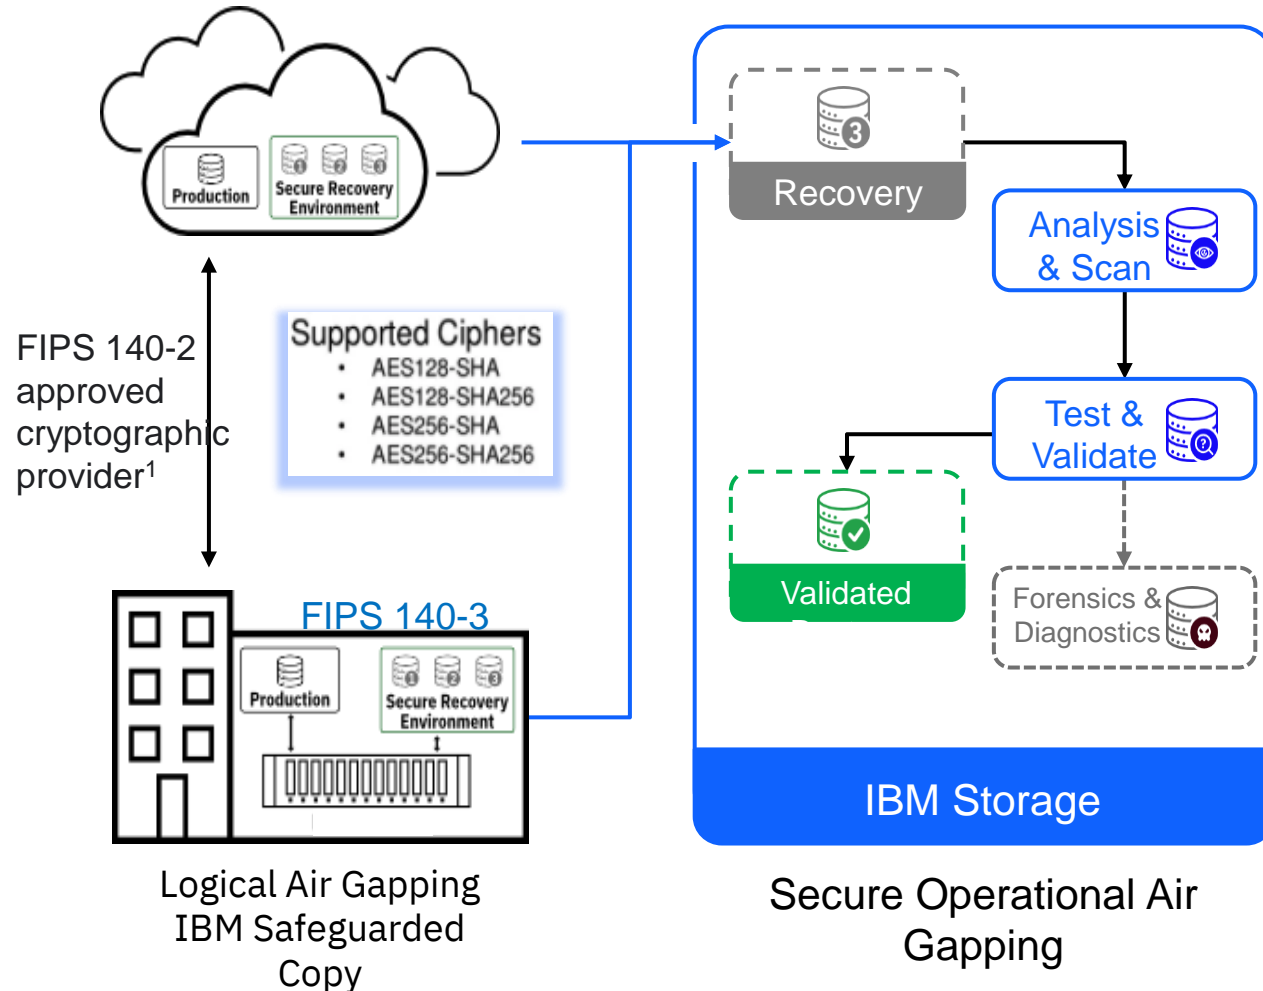 Production
Secure Recovery
Environment
FIPS 140-2
approved
cryptographic
provider1
Supported Ciphers
• AES128-SHA
• AES128-SHA256
• AES256-SHA
• AES256-SHA256
FIPS 140-3
Production
Secure Recovery
Environment
Logical Air Gapping
IBM Safeguarded
Copy
3
Recovery
Analysis
& Scan
Test &
Validate
?
Validated
Forensics &
Diagnostics
IBM Storage
Secure Operational Air
Gapping